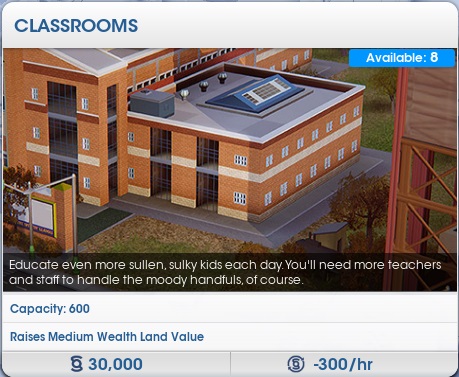 CLASSROOMS
Available: 8
Educate even more sullen, sulky kids each day.You'll need more teachers
and staff to handle the moody handfuls, of course.
Capacity: 600
Raises Medium Wealth Land Value
30,000
-300/hr